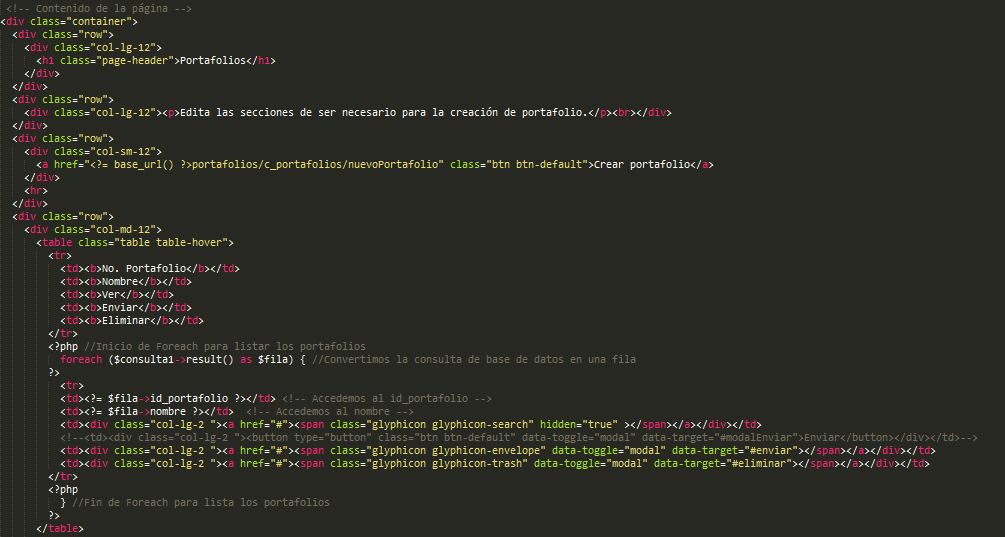 <!-- Contenido de la página -->
<div class="container">
<div class="row">
<div class="col-lg-12">
<h1 class="page-header">Portafolios</h1>
</div>
</div>
<div class="row">
<div class="col-lg-12"><p>Edita las secciones de ser necesario para la creación de portafolio.</p><br></div>
</div>
<div class="row">
<div class="col-sm-12">
<a href="<?= base_url() ?>portafolios/c_portafolios/nuevoPortafolio" class="btn btn-default">Crear portafolio</a>
</div>
<hr>
</div>
<div class="row">
<div class="col-md-12">
<table class="table table-hover">
<tr>
<td><b>No. Portafolio</b></td>
<td><b>Nombre</b></td>
<td><b>Ver</b></td>
<td><b>Enviar</b></td>
<td><b>Eliminar</b></td>
</tr>
<?php //Inicio de Foreach para listar los portafolios
foreach ($consulta1->result() as $fila) { //Convertimos la consulta de base de datos en una fila
?>
<tr>
<td><?= $fila->id_portafolio ?></td> <!-- Accedemos al id_portafolio -->
<td><?= $fila->nombre ?></td>  <!-- Accedemos al nombre -->
<td><div class="col-lg-2 "><a href="#"><span class="glyphicon glyphicon-search" hidden="true" ></span></a></div></td>
<!--<td><div class="col-lg-2 "><button type="button" class="btn btn-default" data-toggle="modal" data-target="#modalEnviar">Enviar</button></div></td>-->
<td><div class="col-lg-2 "><a href="#"><span class="glyphicon glyphicon-envelope" data-toggle="modal" data-target="#enviar"></span></a></div></td>
<td><div class="col-lg-2 "><a href="#"><span class="glyphicon glyphicon-trash" data-toggle="modal" data-target="#eliminar"></span></a></div></td>
</tr>
<?php
} //Fin de Foreach para lista los portafolios
?>
</table>